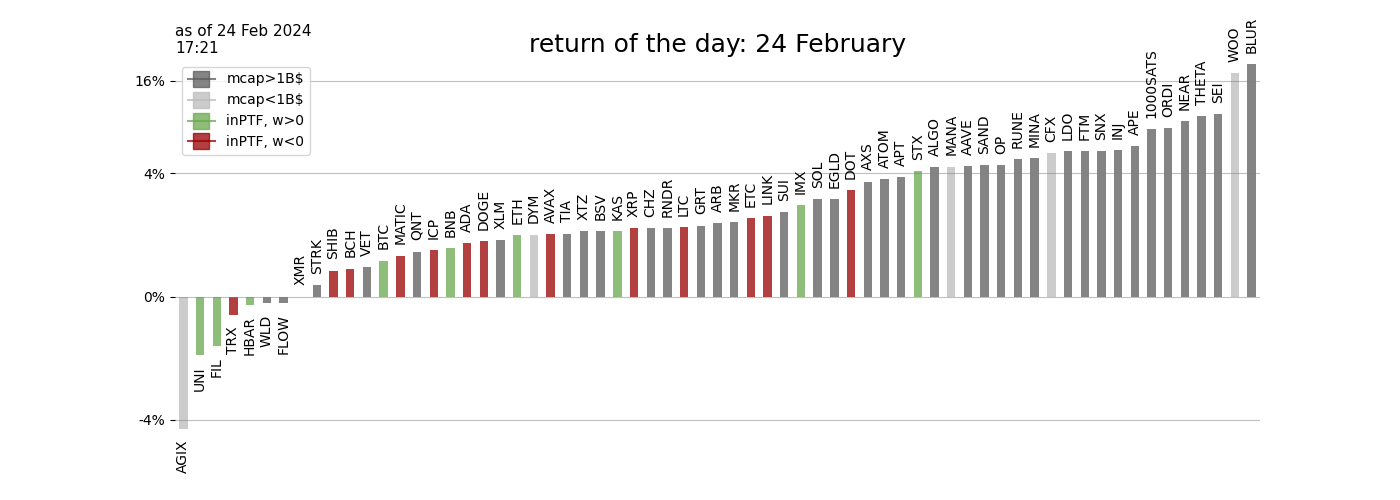 as of 24 Feb 2024
17:21
return of the day: 24 February
mcap>1B$
mcap<1B$
inPTF, w>0
inPTF, w<0
16%
4%
0%
-4%
AGIX
UNI
FIL
TRX
HBAR
WLD
FLOW
XMR
STRK
SHIB
BCH
VET
BTC
MATIC
QNT
ICP
BNB
ADA
DOGE
XLM
ETH
DYM
AVAX
TIA
XTZ
BSV
KAS
XRP
CHZ
RNDR
LTC
GRT
ARB
MKR
ETC
LINK
SUI
IMX
SOL
EGLD
DOT
AXS
ATOM
APT
STX
ALGO
MANA
AAVE
SAND
OP
RUNE
MINA
CFX
LDO
FTM
SNX
INJ
APE
1000SATS
ORDI
NEAR
THETA
SEI
WOO
BLUR